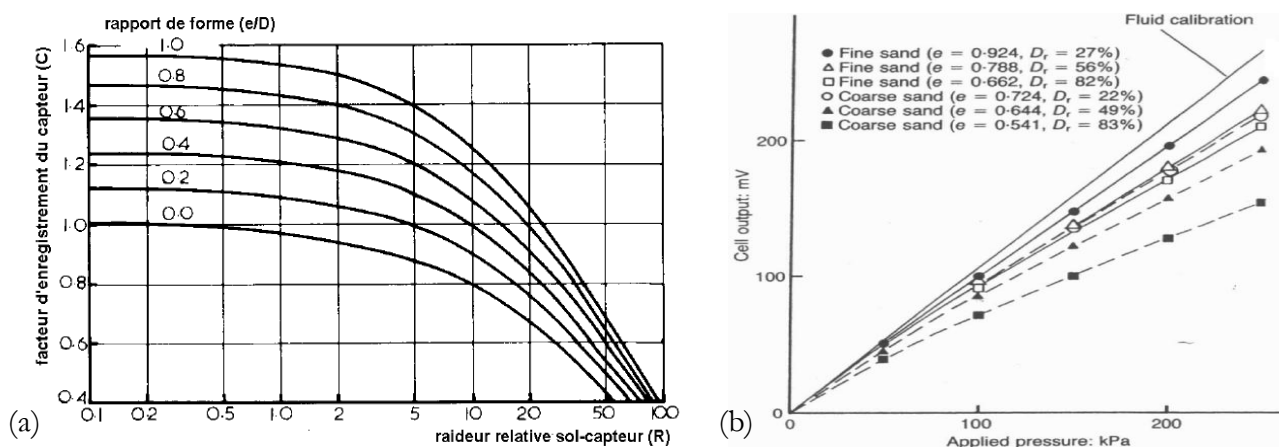 rapport de forme (e/D)
facteur d'enregistrement du capteur (C)
1·6
1·4
1·2
1·0
0·8
0·6
0·4
1.0
0.8
0.6
0.4
0.2
0.0
0.1
0.2
0.5
1.0
2
5
10
20
50
100
raideur relative sol-capteur (R)
(a)
Fluid calibration
Fine sand (e = 0·924, Dr = 27%)
Fine sand (e = 0·788, Dr = 56%)
Fine sand (e = 0·662, Dr = 82%)
Coarse sand (e = 0·724, Dr = 22%)
Coarse sand (e = 0·644, Dr = 49%)
Coarse sand (e = 0·541, Dr = 83%)
Cell output: mV
200
100
0
0
100
200
Applied pressure: kPa
(b)